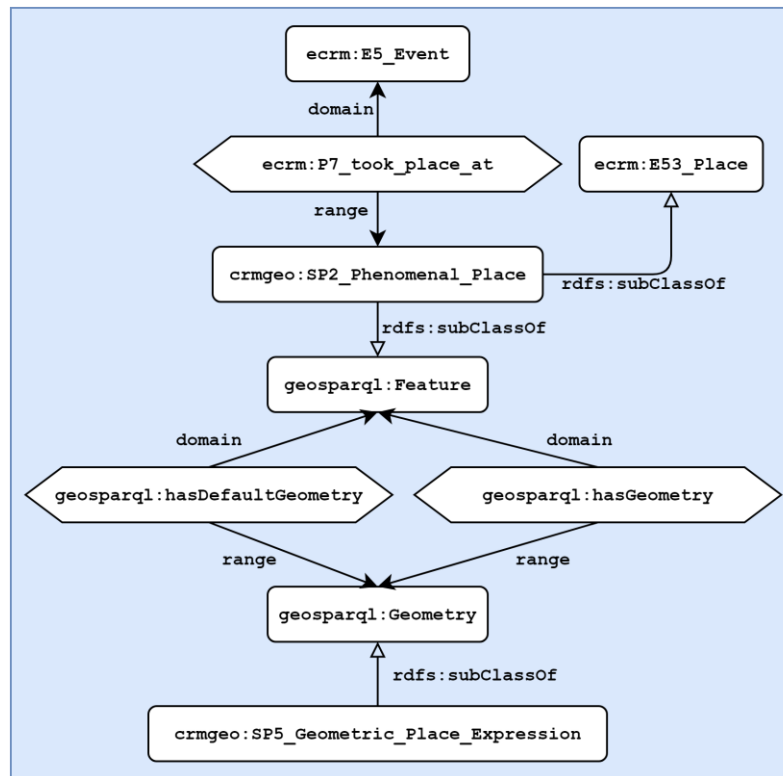 ecrm:E5_Event
domain
ecrm:P7_took_place_at
ecrm:E53_Place
range
crmgeo:SP2_Phenomenal_Place
rdfs:subClassOf
rdfs:subClassOf
geosparql:Feature
domain
domain
geosparql:hasDefaultGeometry
geosparql:hasGeometry
range
range
geosparql:Geometry
rdfs:subClassOf
crmgeo:SP5_Geometric_Place_Expression